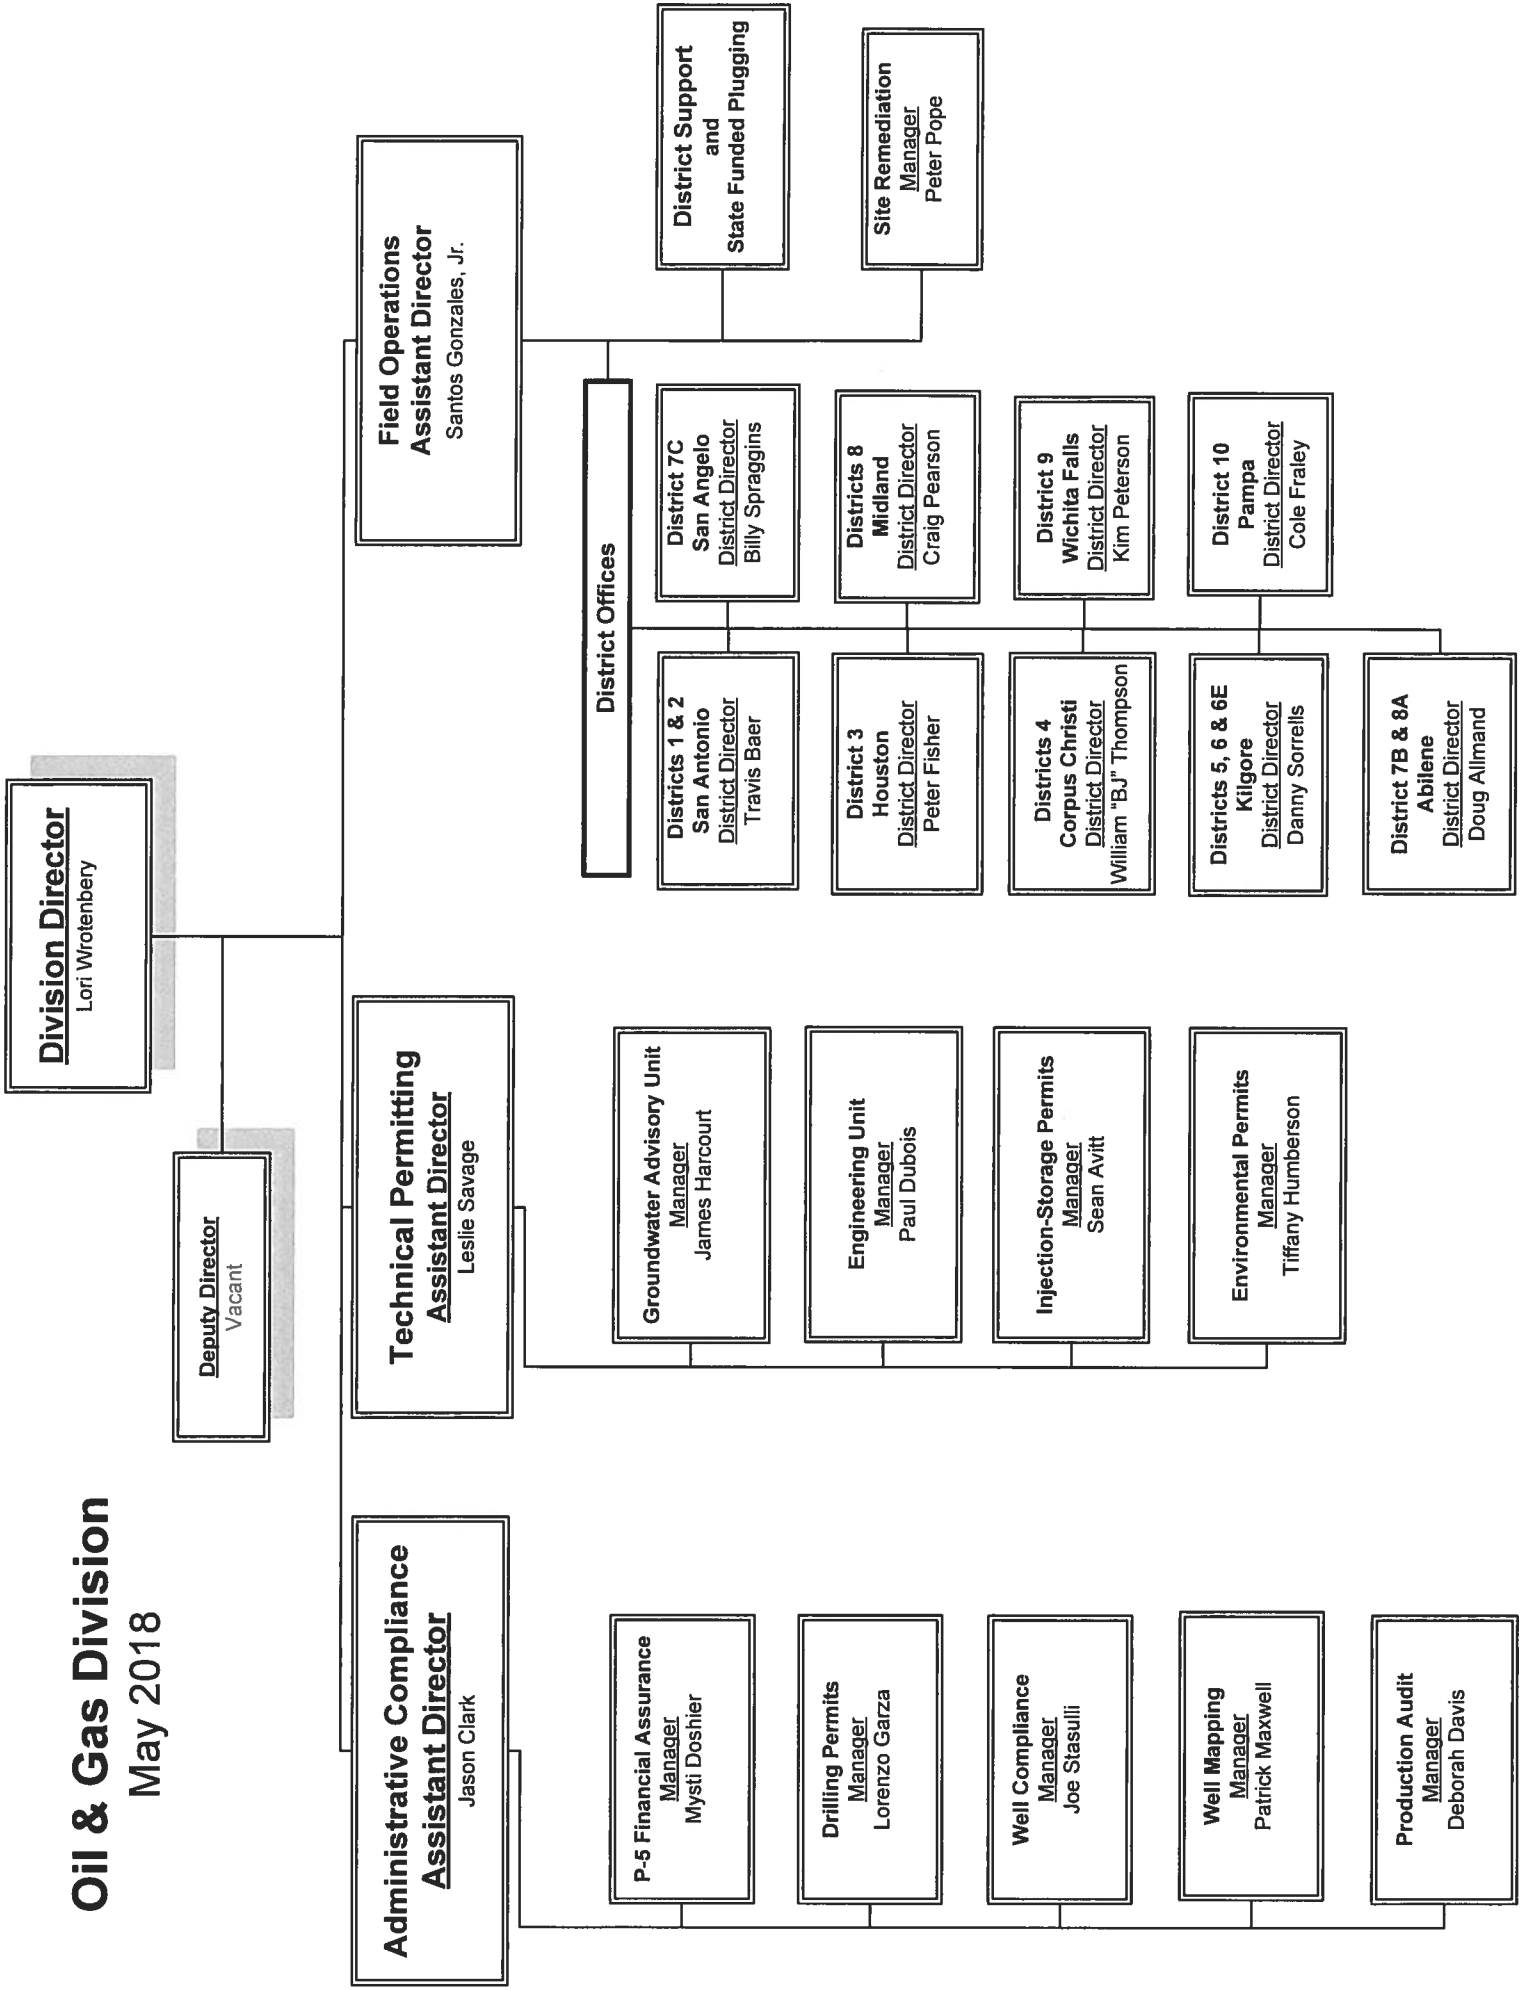 Oil & Gas Division
May 2018
Division Director
Lori Wrotenbery
Deputy Director
Vacant
Administrative Compliance
Assistant Director
Jason Clark
P-5 Financial Assurance
Manager
Mysti Doshier
Drilling Permits
Manager
Lorenzo Garza
Well Compliance
Manager
Joe Stasulli
Well Mapping
Manager
Patrick Maxwell
Production Audit
Manager
Deborah Davis
Technical Permitting
Assistant Director
Leslie Savage
Groundwater Advisory Unit
Manager
James Harcourt
Engineering Unit
Manager
Paul Dubois
Injection-Storage Permits
Manager
Sean Avitt
Environmental Permits
Manager
Tiffany Humberson
Field Operations
Assistant Director
Santos Gonzales, Jr.
District Offices
Districts 1 & 2
San Antonio
District Director
Travis Baer
District 3
Houston
District Director
Peter Fisher
Districts 4
Corpus Christi
District Director
William "BJ" Thompson
Districts 5, 6 & 6E
Kilgore
District Director
Danny Sorrells
District 7B & 8A
Abilene
District Director
Doug Allmand
District 7C
San Angelo
District Director
Billy Spraggins
Districts 8
Midland
District Director
Craig Pearson
District 9
Wichita Falls
District Director
Kim Peterson
District 10
Pampa
District Director
Cole Fraley
District Support
and
State Funded Plugging
Site Remediation
Manager
Peter Pope